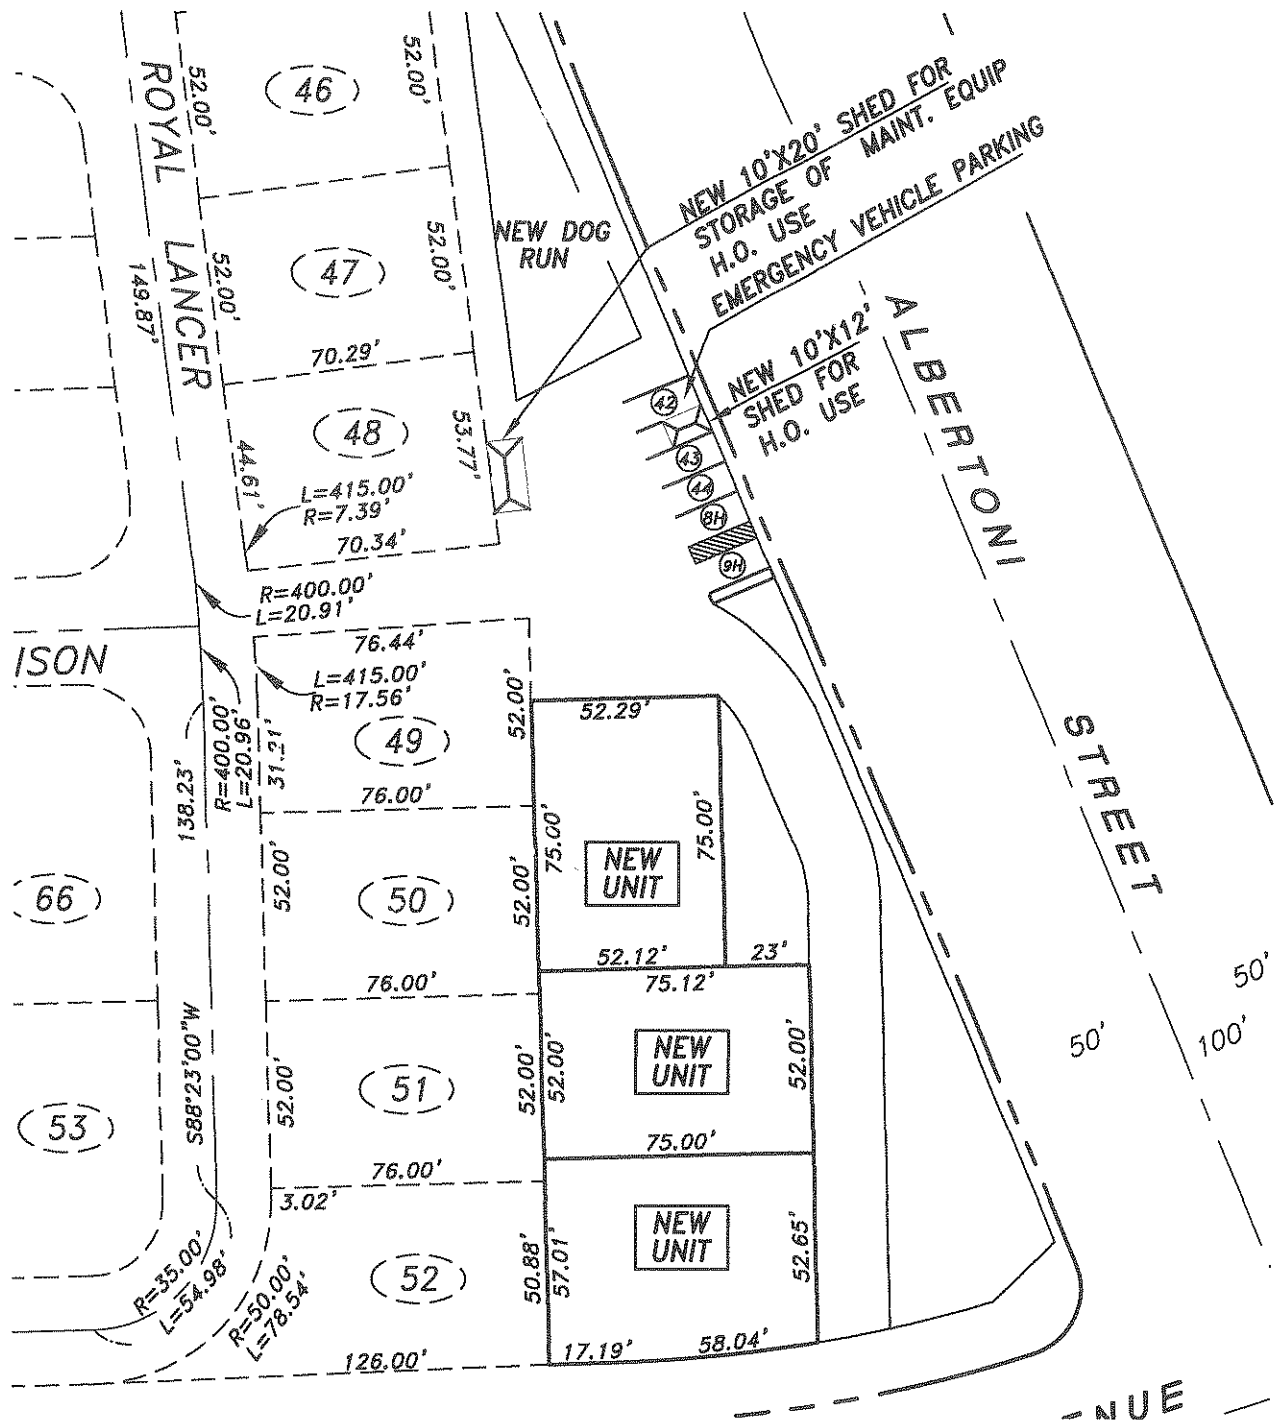 46
52.00'
52.00'
ROYAL LANCER
NEW 10'X20' SHED FOR
STORAGE OF MAINT. EQUIP
H.O. USE
EMERGENCY VEHICLE PARKING
NEW DOG
RUN
47
52.00'
52.00'
149.87'
70.29'
NEW 10'X12'
SHED FOR
H.O. USE
ALBERTONI
STREET
42
43
44
8H
9H
48
53.77'
44.61'
L=415.00'
R=7.39'
70.34'
R=400.00'
L=20.91'
ISON
76.44'
L=415.00'
R=17.56'
52.00'
49
31.21'
R=400.00'
L=20.96'
138.23'
76.00'
52.29'
75.00'
75.00'
NEW
UNIT
52.12'
23'
66
52.00'
50
52.00'
76.00'
75.12'
50'
50'
100'
S88°23'00"W
53
52.00'
51
52.00'
52.00'
NEW
UNIT
52.00'
75.00'
76.00'
3.02'
52
50.88'
57.01'
NEW
UNIT
52.65'
R=35.00'
L=54.98'
R=50.00'
L=78.54'
126.00'
17.19'
58.04'
NUE